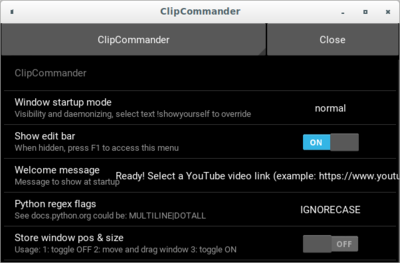 ClipCommander
ClipCommander
Close
ClipCommander
Window startup mode
Visibility and daemonizing, select text !showyourself to override
normal
Show edit bar
When hidden, press F1 to access this menu
ON
Welcome message
Message to show at startup
Ready! Select a YouTube video link (example: https://www.youtu
Python regex flags
See docs.python.org could be: MULTILINE|DOTALL
IGNORECASE
Store window pos & size
Usage: 1: toggle OFF 2: move and drag window 3: toggle ON
OFF